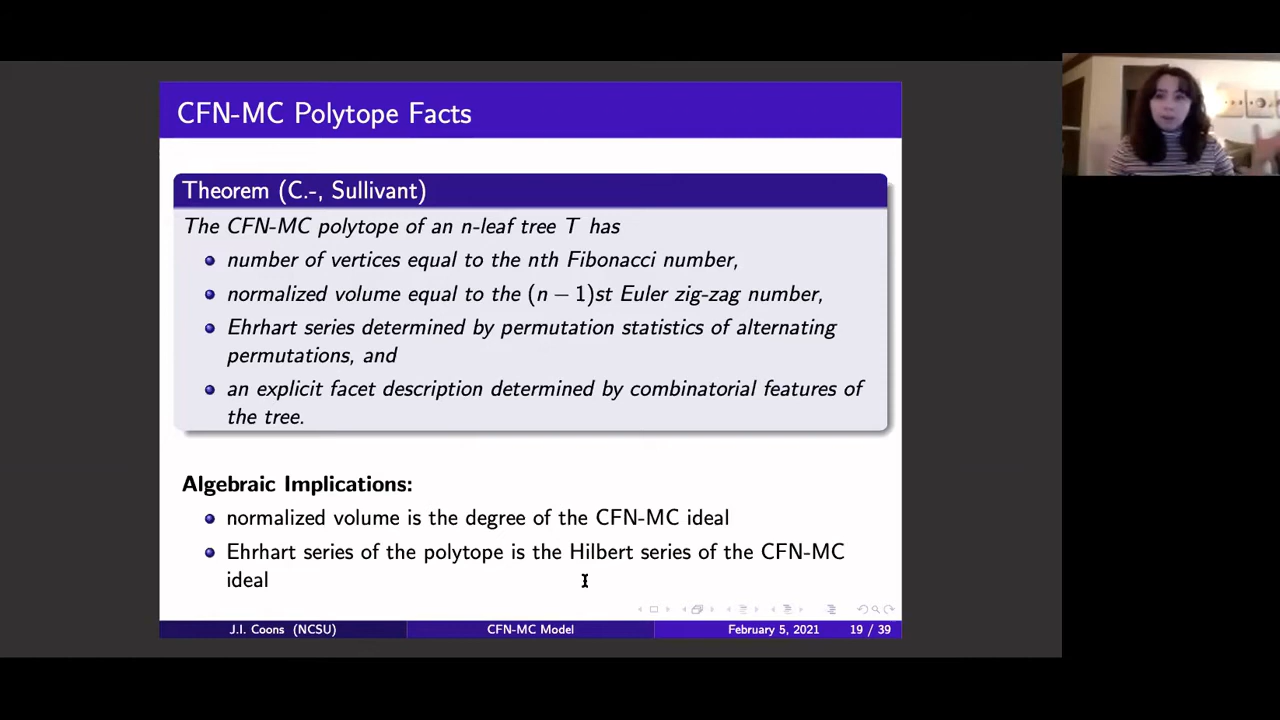 CFN-MC Polytope Facts
Theorem (C.-, Sullivant)
The CFN-MC polytope of an n-leaf tree T has
number of vertices equal to the nth Fibonacci number,
normalized volume equal to the (n − 1)st Euler zig-zag number,
Ehrhart series determined by permutation statistics of alternating
permutations, and
an explicit facet description determined by combinatorial features of
the tree.
Algebraic Implications:
normalized volume is the degree of the CFN-MC ideal
Ehrhart series of the polytope is the Hilbert series of the CFN-MC
ideal
J.I. Coons (NCSU) CFN-MC Model February 5, 2021 19 / 39